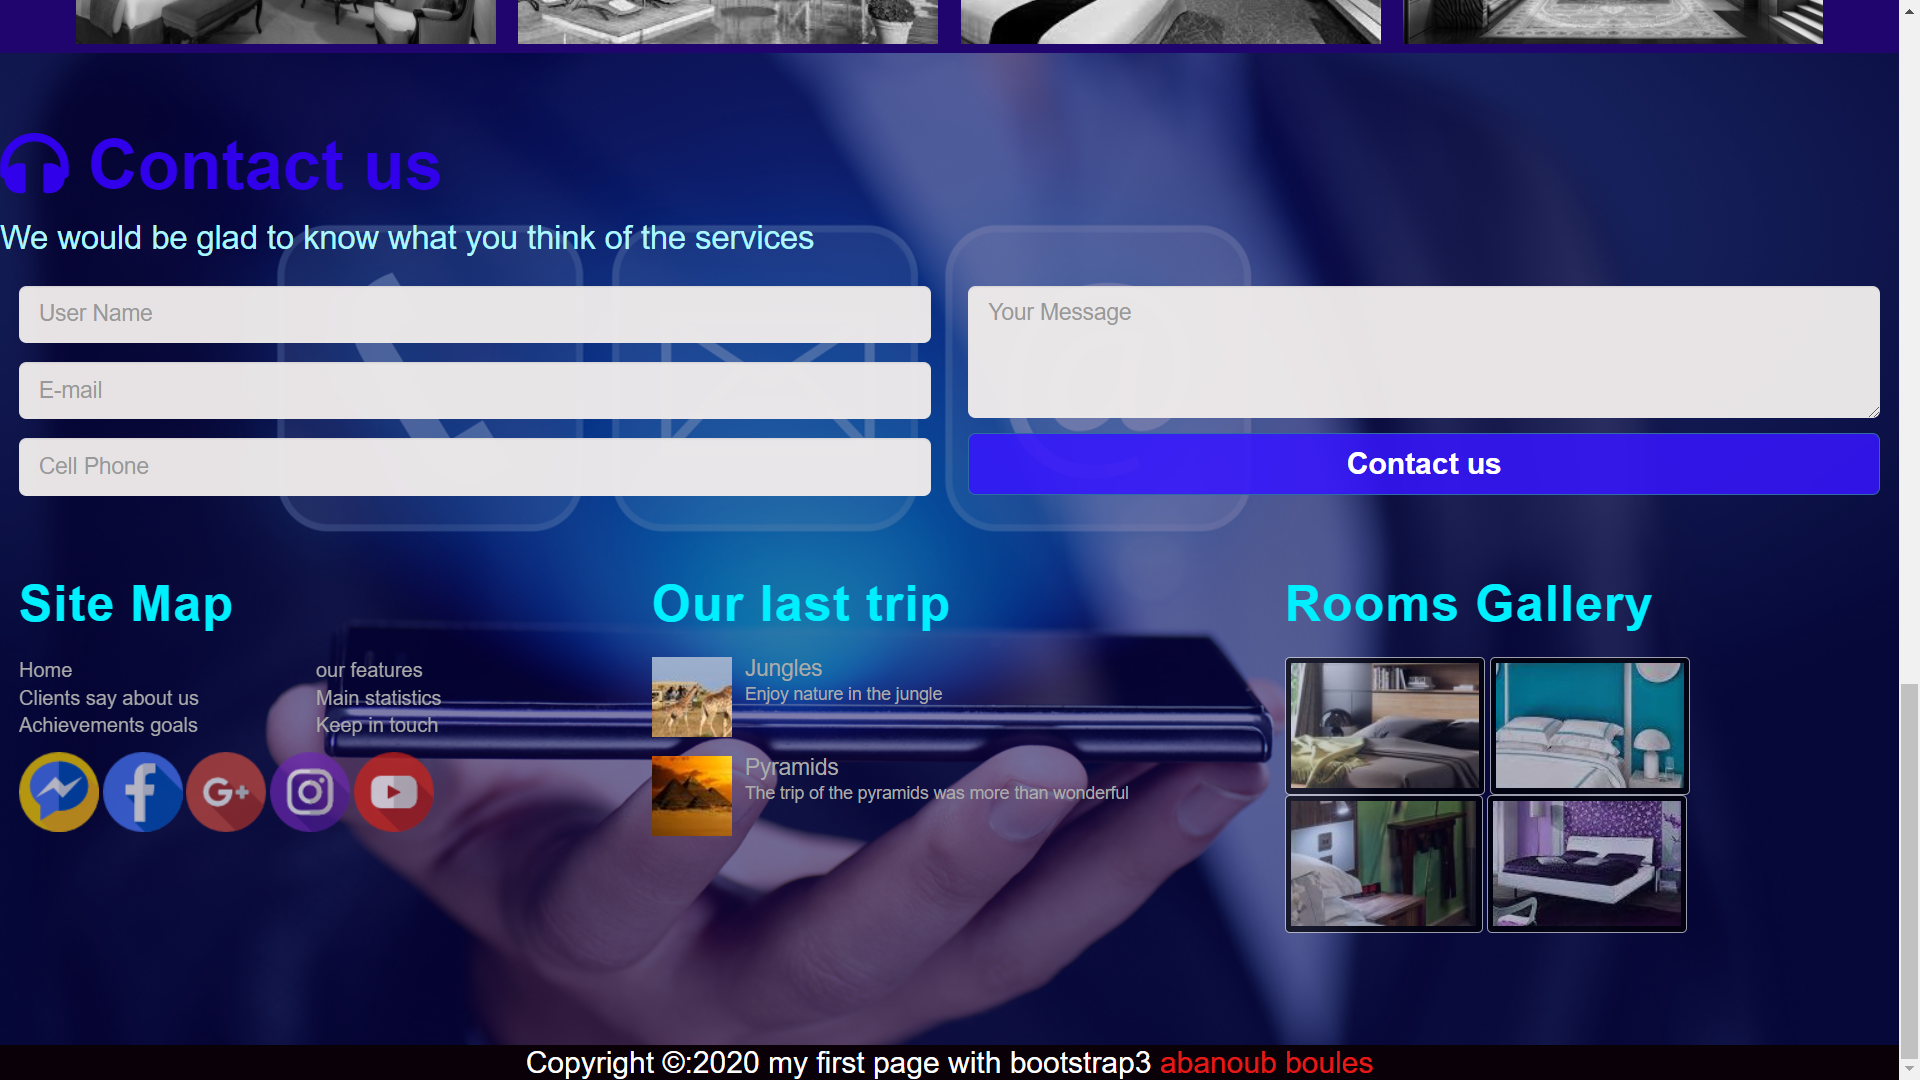 Contact us
We would be glad to know what you think of the services
User Name
E-mail
Cell Phone
Your Message
Contact us
Site Map
Home
Clients say about us
Achievements goals
our features
Main statistics
Keep in touch
G+
Our last trip
Jungles
Enjoy nature in the jungle
Pyramids
The trip of the pyramids was more than wonderful
Rooms Gallery
Copyright ©:2020 my first page with bootstrap3 abanoub boules